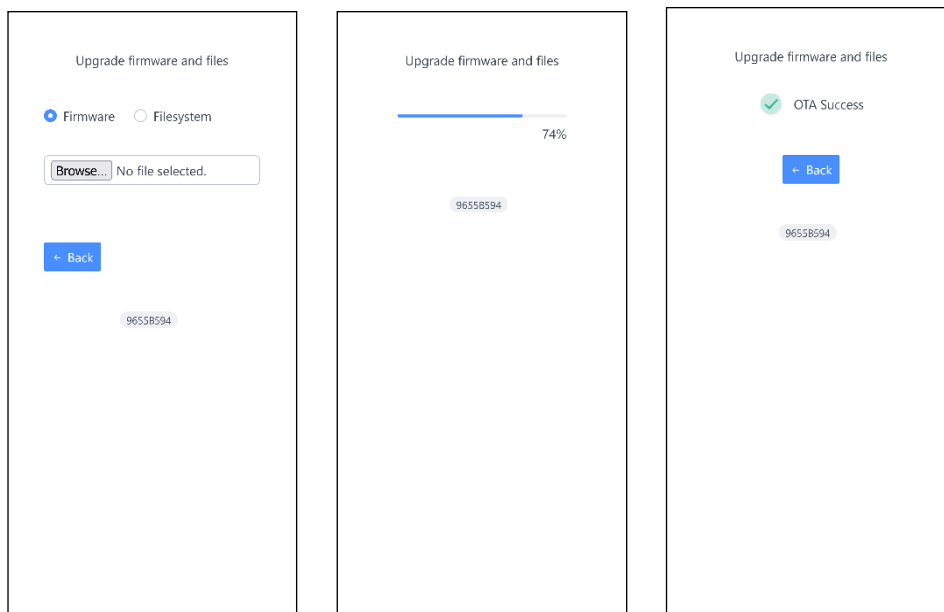 Upgrade firmware and files
Firmware Filesystem
Browse... No file selected.
← Back
9655B594
Upgrade firmware and files
74%
9655B594
Upgrade firmware and files
OTA Success
← Back
9655B594